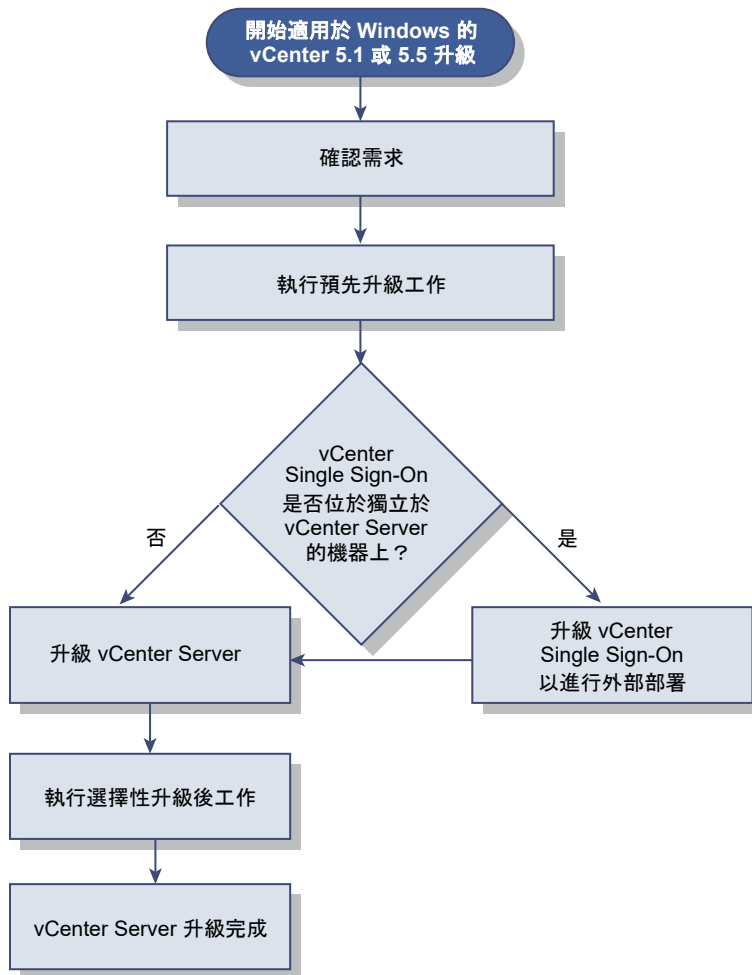 開始適用於 Windows 的
vCenter 5.1 或 5.5 升級
確認需求
執行預先升級工作
vCenter
Single Sign-On
是否位於獨立於
vCenter Server
的機器上？
否
是
升級 vCenter Server
升級 vCenter
Single Sign-On
以進行外部部署
執行選擇性升級後工作
vCenter Server 升級完成